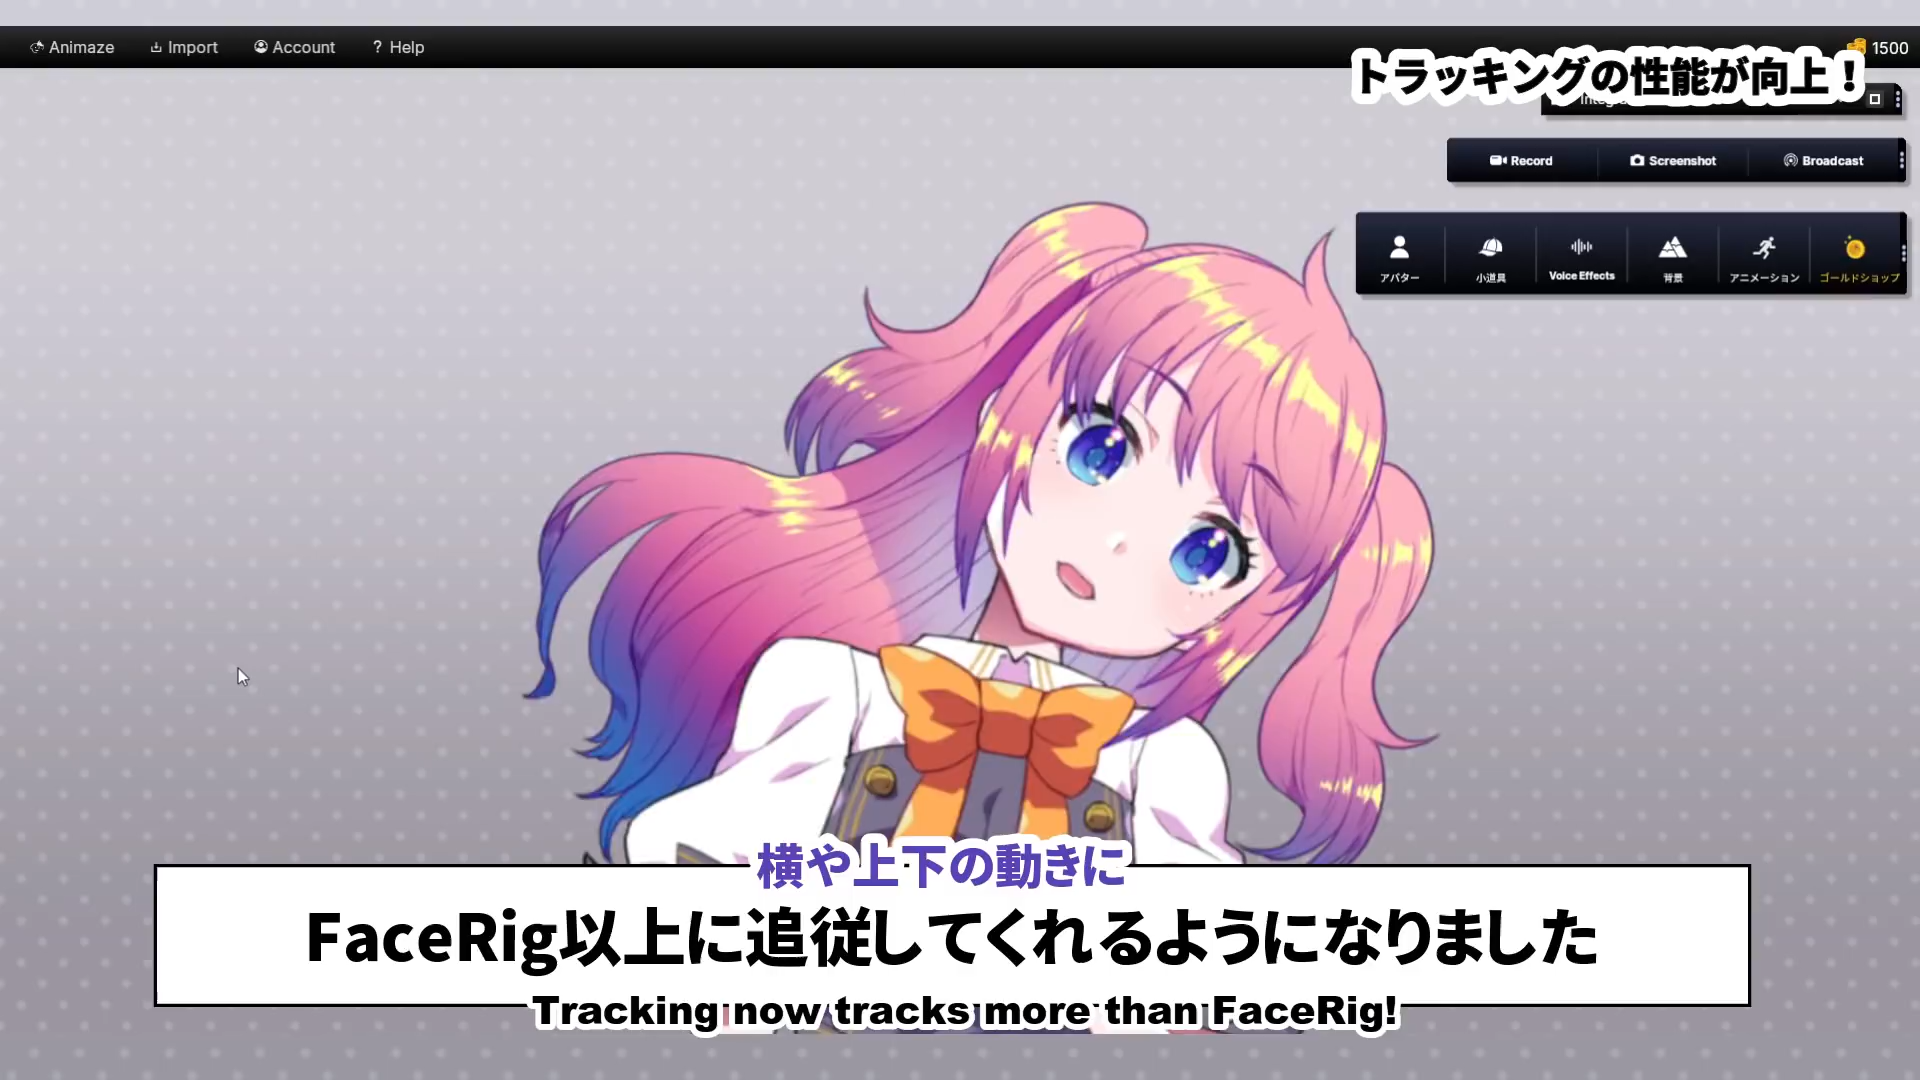 Animaze Import Account ? Help 1500
トラッキングの性能が向上！
Record Screenshot Broadcast
アバター 小道具 Voice Effects 背景 アニメーション ゴールドショップ
横や上下の動きに
FaceRig以上に追従してくれるようになりました
Tracking now tracks more than FaceRig!